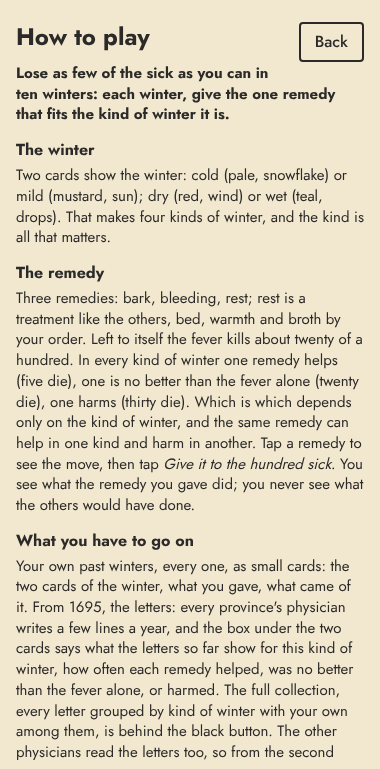 How to play
Back
Lose as few of the sick as you can in
ten winters: each winter, give the one remedy
that fits the kind of winter it is.
The winter
Two cards show the winter: cold (pale, snowflake) or
mild (mustard, sun); dry (red, wind) or wet (teal,
drops). That makes four kinds of winter, and the kind is
all that matters.
The remedy
Three remedies: bark, bleeding, rest; rest is a
treatment like the others, bed, warmth and broth by
your order. Left to itself the fever kills about twenty of a
hundred. In every kind of winter one remedy helps
(five die), one is no better than the fever alone (twenty
die), one harms (thirty die). Which is which depends
only on the kind of winter, and the same remedy can
help in one kind and harm in another. Tap a remedy to
see the move, then tap Give it to the hundred sick. You
see what the remedy you gave did; you never see what
the others would have done.
What you have to go on
Your own past winters, every one, as small cards: the
two cards of the winter, what you gave, what came of
it. From 1695, the letters: every province's physician
writes a few lines a year, and the box under the two
cards says what the letters so far show for this kind of
winter, how often each remedy helped, was no better
than the fever alone, or harmed. The full collection,
every letter grouped by kind of winter with your own
among them, is behind the black button. The other
physicians read the letters too, so from the second